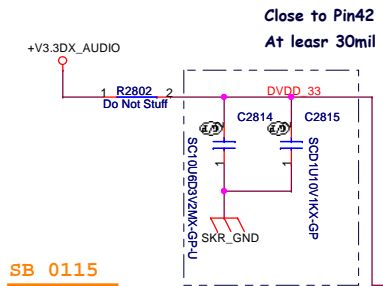 Close to Pin42
At leasr 30mil
+V3.3DX_AUDIO
1 R2802 2
Do Not Stuff
DVDD_33
C2814
C2815
SC10U6D3V2MX-GP-U
SCD1U10V1KX-GP
1
1
SKR_GND
SB 0115